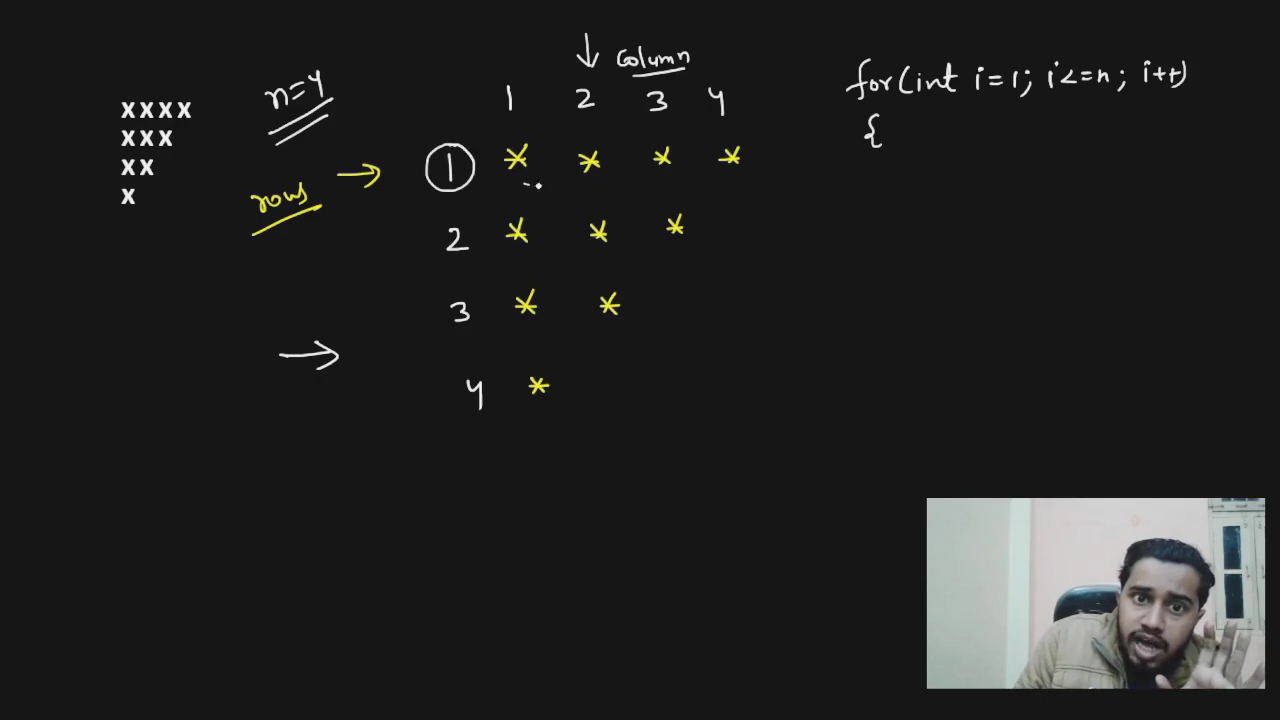 XXXX
XXX
XX
X
n=4
rows
↓ Column
1 2 3 4
1 * * * *
2 * * *
3 * *
4 *
for(int i=1; i<=n; i++)
{